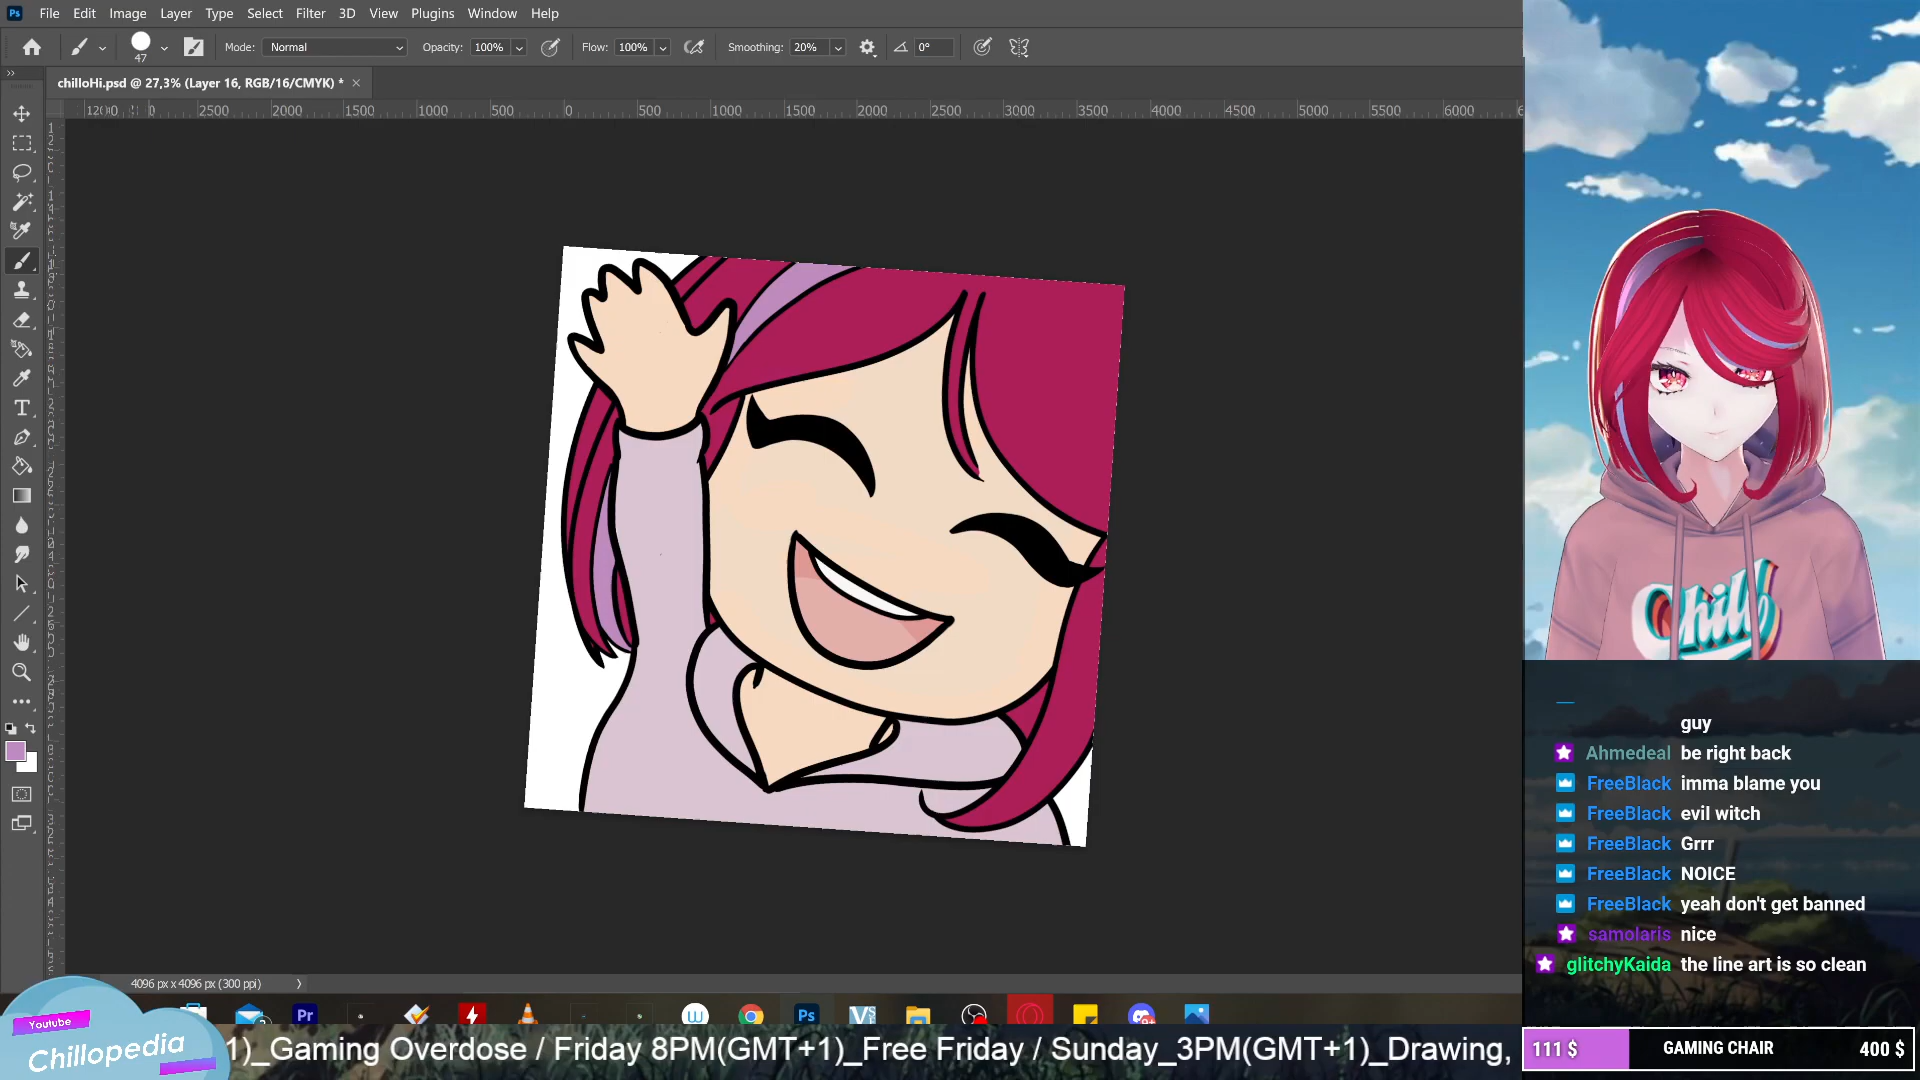 Ps File Edit Image Layer Type Select Filter 3D View Plugins Window Help
47 Mode: Normal Opacity: 100% Flow: 100% Smoothing: 20% 0°
chilloHi.psd @ 27,3% (Layer 16, RGB/16/CMYK) *
2500 2000 1500 1000 500 0 500 1000 1500 2000 2500 3000 3500 4000 4500 5000 5500 6000
Chill
guy
Ahmedeal be right back
FreeBlack imma blame you
FreeBlack evil witch
FreeBlack Grrr
FreeBlack NOICE
FreeBlack yeah don't get banned
samolaris nice
glitchyKaida the line art is so clean
4096 px x 4096 px (300 ppi)
Pr Ps
Youtube
Chillopedia
1)_Gaming Overdose / Friday 8PM(GMT+1)_Free Friday / Sunday_3PM(GMT+1)_Drawing,
111 $ GAMING CHAIR 400 $